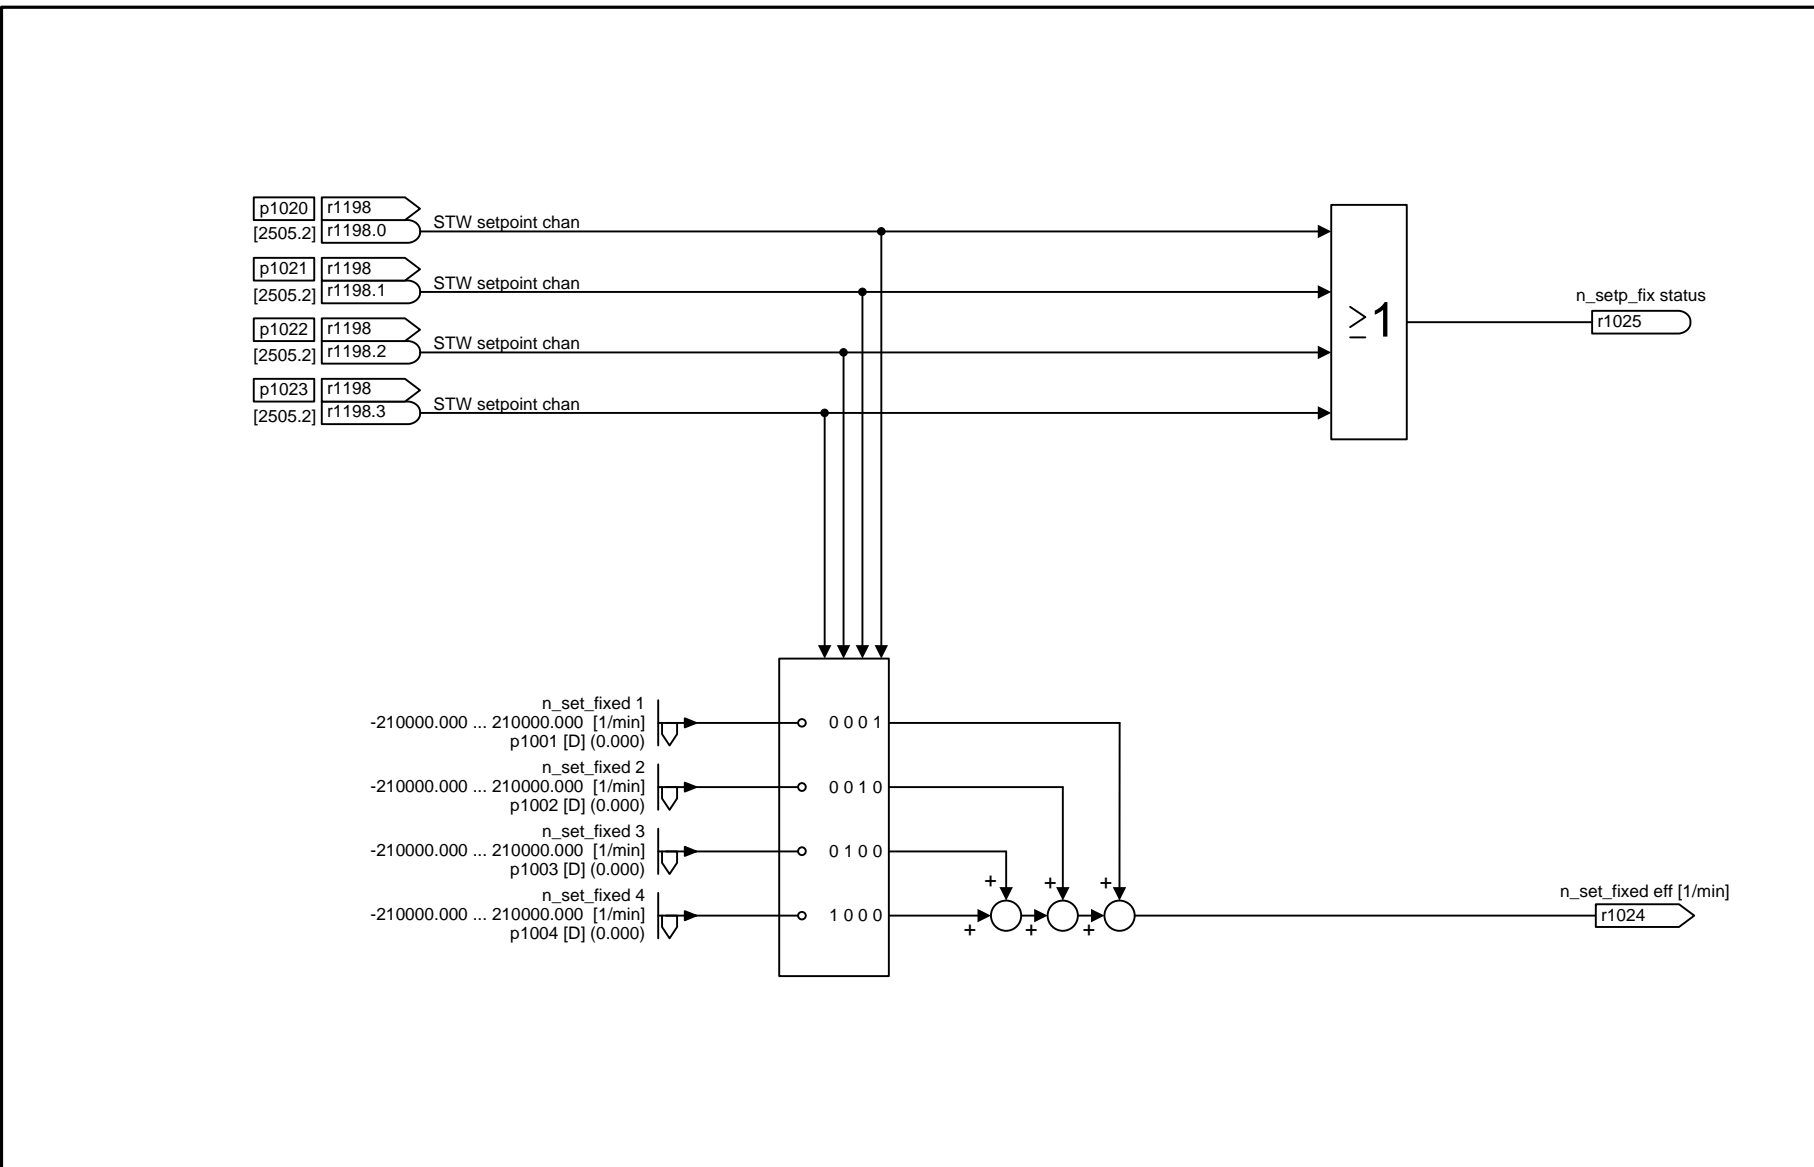 p1020 r1198
[2505.2] r1198.0 STW setpoint chan
p1021 r1198
[2505.2] r1198.1 STW setpoint chan
p1022 r1198
[2505.2] r1198.2 STW setpoint chan
p1023 r1198
[2505.2] r1198.3 STW setpoint chan
≥1
n_setp_fix status
r1025
n_set_fixed 1
-210000.000 ... 210000.000 [1/min]
p1001 [D] (0.000)
0 0 0 1
n_set_fixed 2
-210000.000 ... 210000.000 [1/min]
p1002 [D] (0.000)
0 0 1 0
n_set_fixed 3
-210000.000 ... 210000.000 [1/min]
p1003 [D] (0.000)
0 1 0 0
n_set_fixed 4
-210000.000 ... 210000.000 [1/min]
p1004 [D] (0.000)
1 0 0 0
+ + +
+ + +
n_set_fixed eff [1/min]
r1024